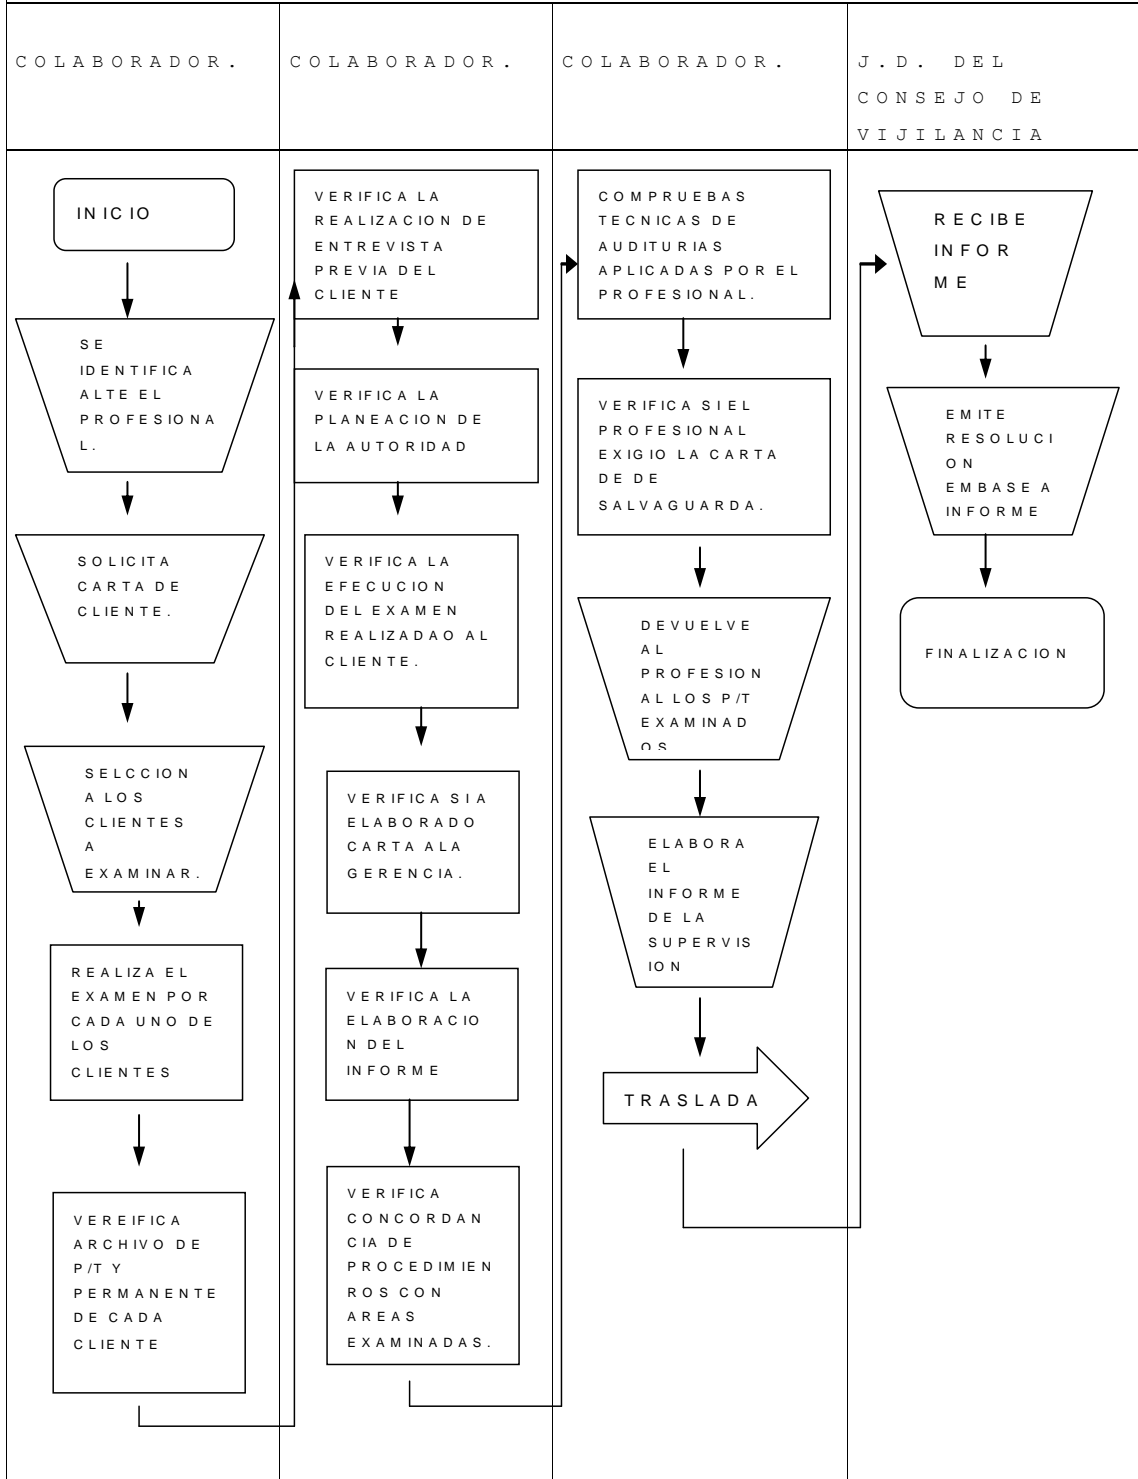 COLABORADOR.
COLABORADOR.
COLABORADOR.
J.D. DEL
CONSEJO DE
VIJILANCIA
INICIO
SE
IDENTIFICA
ALTE EL
PROFESIONA
L.
SOLICITA
CARTA DE
CLIENTE.
SELCCION
A LOS
CLIENTES
A
EXAMINAR.
REALIZA EL
EXAMEN POR
CADA UNO DE
LOS
CLIENTES
VEREIFICA
ARCHIVO DE
P/T Y
PERMANENTE
DE CADA
CLIENTE
VERIFICA LA
REALIZACION DE
ENTREVISTA
PREVIA DEL
CLIENTE
VERIFICA LA
PLANEACION DE
LA AUTORIDAD
VERIFICA LA
EFECUCION
DEL EXAMEN
REALIZADAO AL
CLIENTE.
VERIFICA SI A
ELABORADO
CARTA ALA
GERENCIA.
VERIFICA LA
ELABORACIO
N DEL
INFORME
VERIFICA
CONCORDAN
CIA DE
PROCEDIMIEN
ROS CON
AREAS
EXAMINADAS.
COMPRUEBAS
TECNICAS DE
AUDITURIAS
APLICADAS POR EL
PROFESIONAL.
VERIFICA SI EL
PROFESIONAL
EXIGIO LA CARTA
DE DE
SALVAGUARDA.
DEVUELVE
AL
PROFESION
AL LOS P/T
EXAMINAD
OS
ELABORA
EL
INFORME
DE LA
SUPERVIS
ION
TRASLADA
RECIBE
INFOR
ME
EMITE
RESOLUCI
ON
EMBASE A
INFORME
FINALIZACION